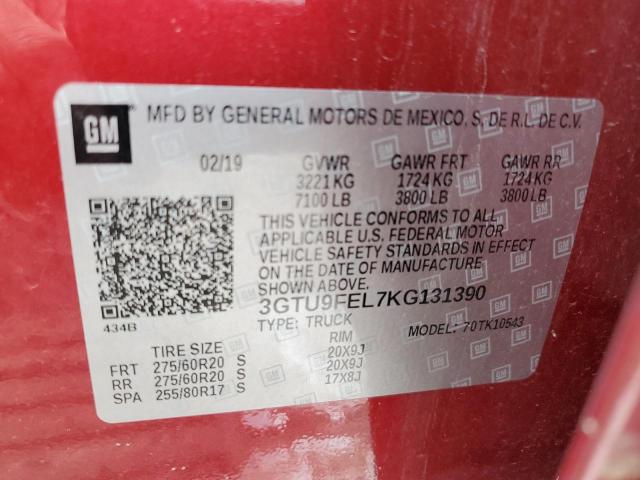 GM MFD BY GENERAL MOTORS DE MEXICO, S. DE R.L. DE C.V.
02/19 GVWR GAWR FRT GAWR RR
3221 KG 1724 KG 1724 KG
7100 LB 3800 LB 3800 LB
THIS VEHICLE CONFORMS TO ALL
APPLICABLE U.S. FEDERAL MOTOR
VEHICLE SAFETY STANDARDS IN EFFECT
ON THE DATE OF MANUFACTURE
SHOWN ABOVE.
3GTU9FEL7KG131390
434B TYPE: TRUCK MODEL: 70TK10543
TIRE SIZE RIM
FRT 275/60R20 S 20X9J
RR 275/60R20 S 20X9J
SPA 255/80R17 S 17X8J